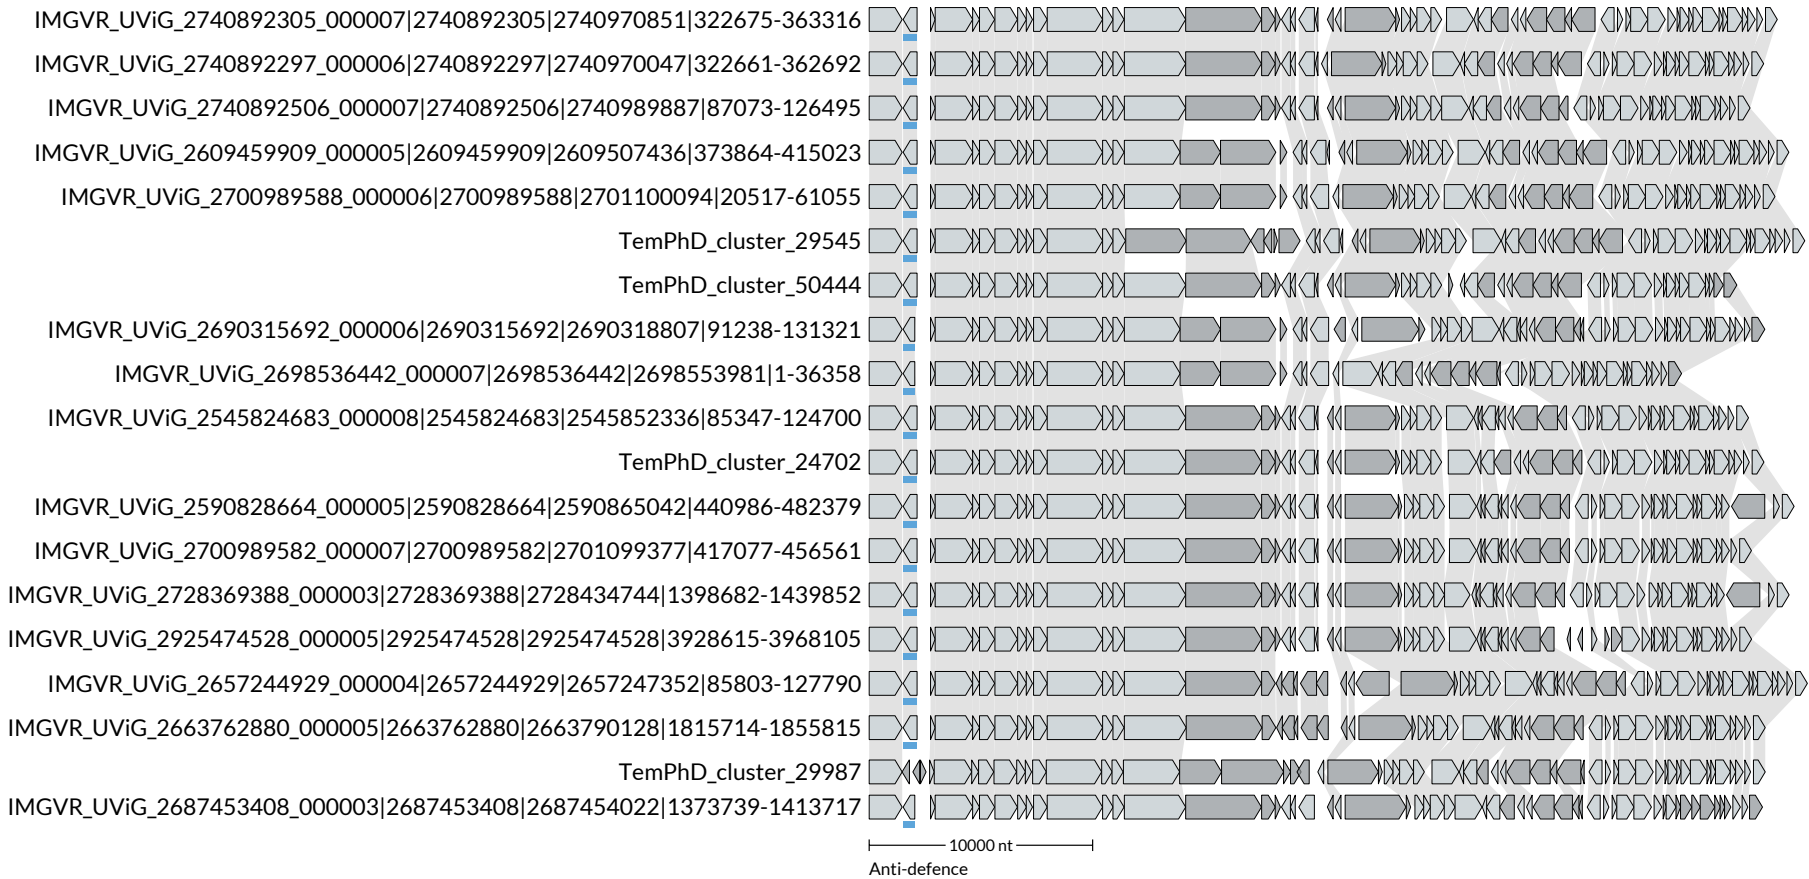 IMGVR_UViG_2740892305_000007|2740892305|2740970851|322675-363316
IMGVR_UViG_2740892297_000006|2740892297|2740970047|322661-362692
IMGVR_UViG_2740892506_000007|2740892506|2740989887|87073-126495
IMGVR_UViG_2609459909_000005|2609459909|2609507436|373864-415023
IMGVR_UViG_2700989588_000006|2700989588|2701100094|20517-61055
TemPhD_cluster_29545
TemPhD_cluster_50444
IMGVR_UViG_2690315692_000006|2690315692|2690318807|91238-131321
IMGVR_UViG_2698536442_000007|2698536442|2698553981|1-36358
IMGVR_UViG_2545824683_000008|2545824683|2545852336|85347-124700
TemPhD_cluster_24702
IMGVR_UViG_2590828664_000005|2590828664|2590865042|440986-482379
IMGVR_UViG_2700989582_000007|2700989582|2701099377|417077-456561
IMGVR_UViG_2728369388_000003|2728369388|2728434744|1398682-1439852
IMGVR_UViG_2925474528_000005|2925474528|2925474528|3928615-3968105
IMGVR_UViG_2657244929_000004|2657244929|2657247352|85803-127790
IMGVR_UViG_2663762880_000005|2663762880|2663790128|1815714-1855815
TemPhD_cluster_29987
IMGVR_UViG_2687453408_000003|2687453408|2687454022|1373739-1413717
10000 nt
Anti-defence